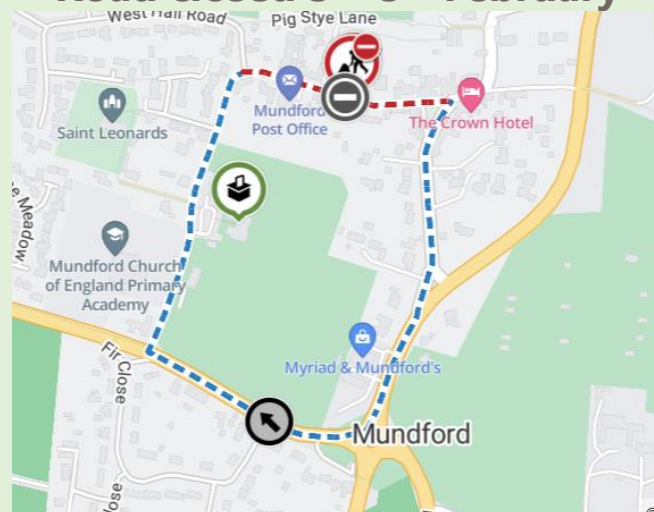 West Hall Road
Pig Stye Lane
Saint Leonards
Mundford
Post Office
The Crown Hotel
Meadow
Mundford Church
of England Primary
Academy
Fir Close
Myriad & Mundford's
Mundford